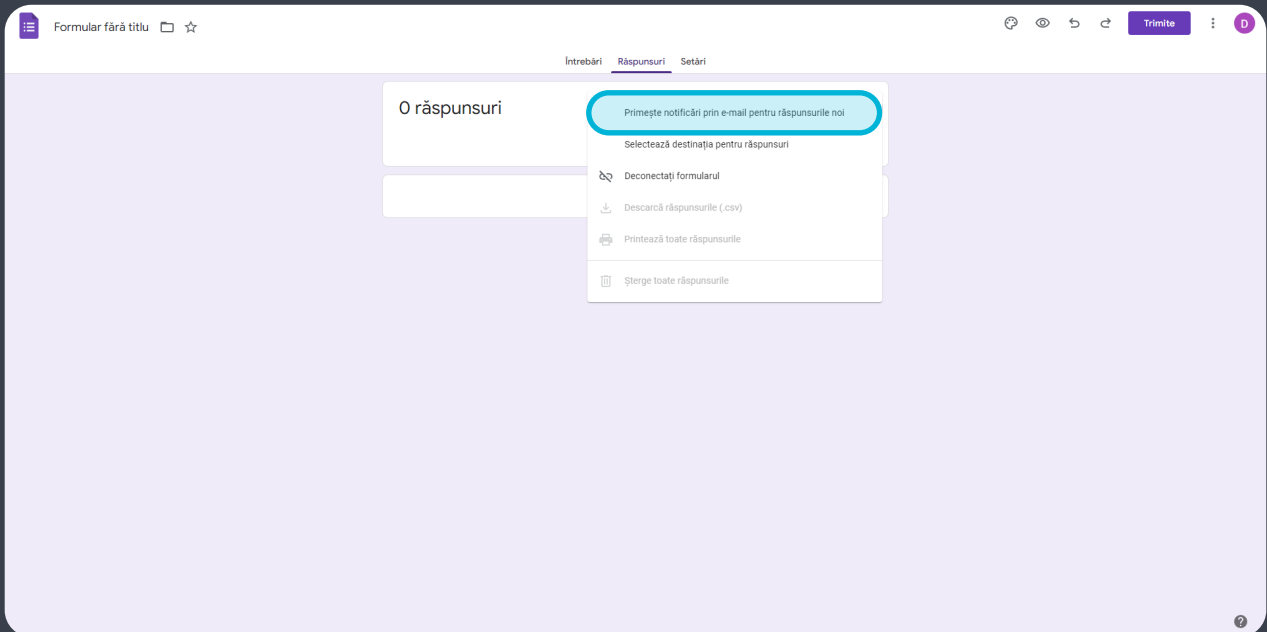 Formular fără titlu
Trimite
D
Întrebări Răspunsuri Setări
0 răspunsuri
Primește notificări prin e-mail pentru răspunsurile noi
Selectează destinația pentru răspunsuri
Deconectați formularul
Descarcă răspunsurile (.csv)
Printează toate răspunsurile
Șterge toate răspunsurile
?